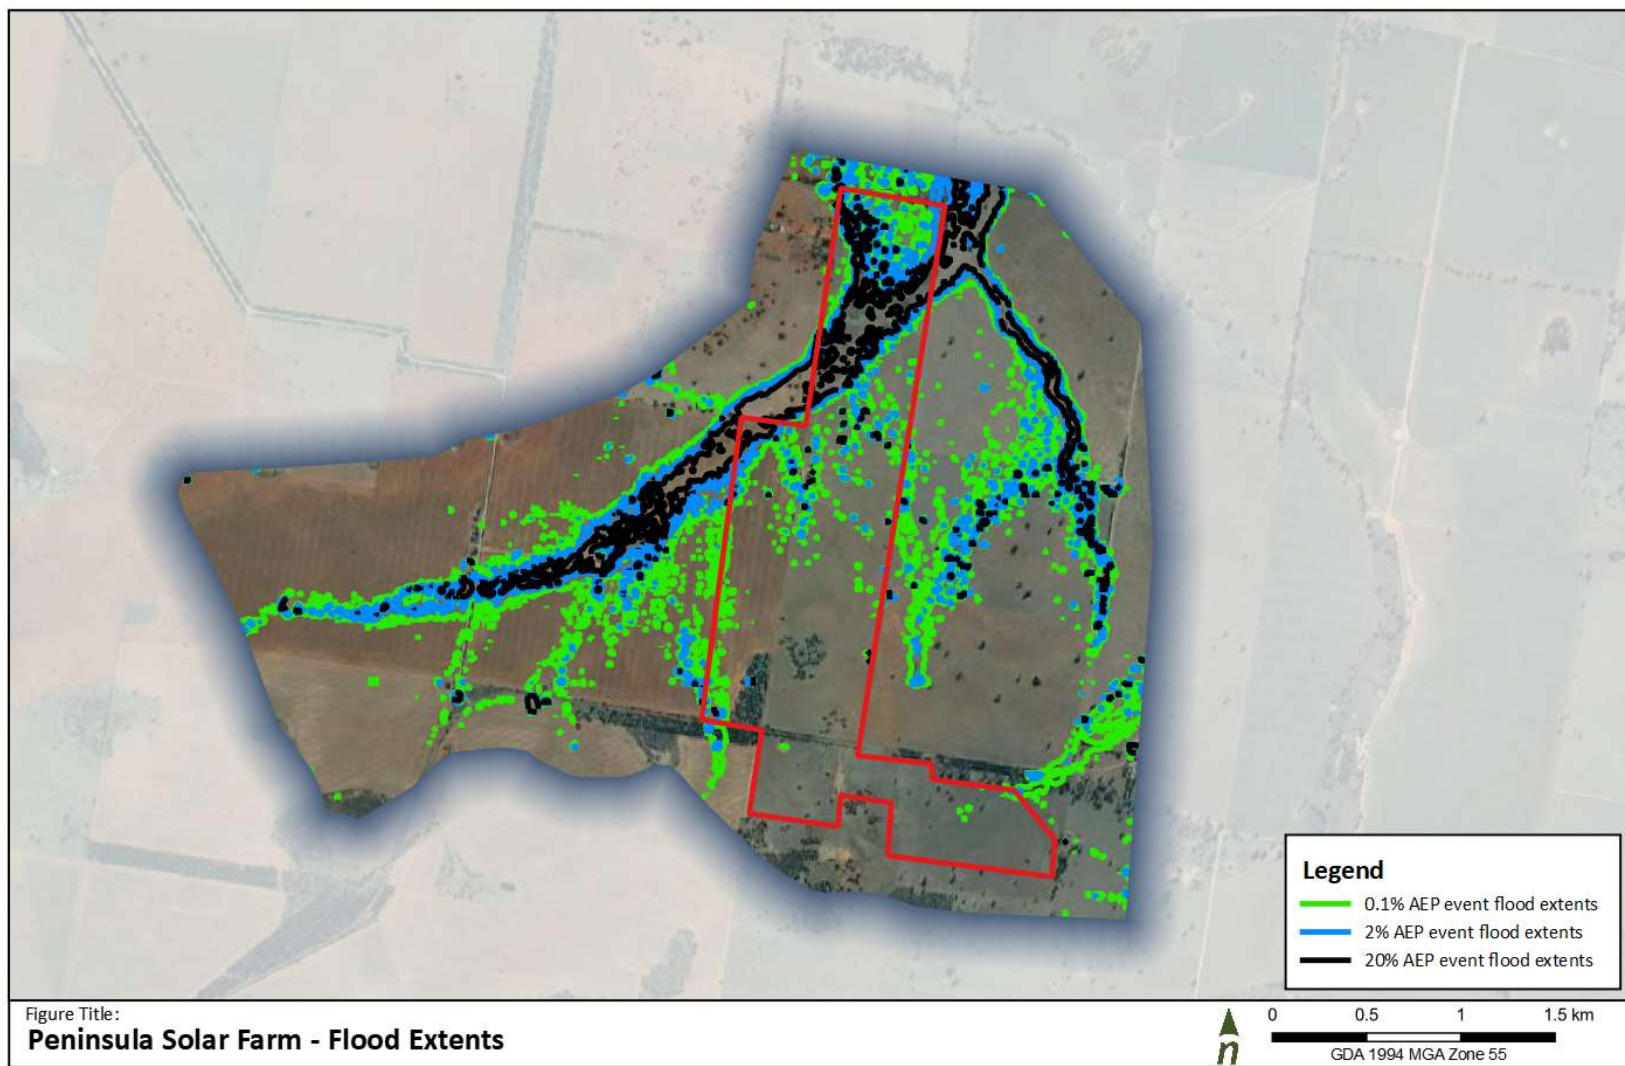 Legend
0.1% AEP event flood extents
2% AEP event flood extents
20% AEP event flood extents
Figure Title:
Peninsula Solar Farm - Flood Extents
n
0 0.5 1 1.5 km
GDA 1994 MGA Zone 55